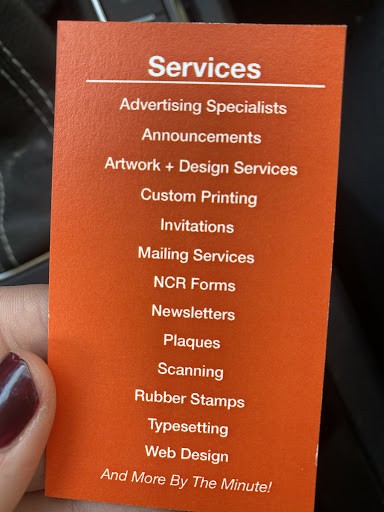 Services
Advertising Specialists
Announcements
Artwork + Design Services
Custom Printing
Invitations
Mailing Services
NCR Forms
Newsletters
Plaques
Scanning
Rubber Stamps
Typesetting
Web Design
And More By The Minute!